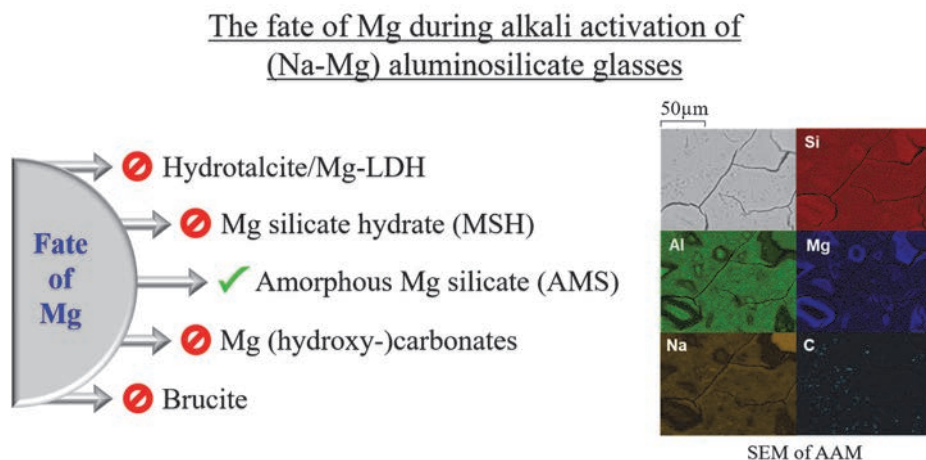 The fate of Mg during alkali activation of
(Na-Mg) aluminosilicate glasses
Fate
of
Mg
Hydrotalcite/Mg-LDH
Mg silicate hydrate (MSH)
Amorphous Mg silicate (AMS)
Mg (hydroxy-)carbonates
Brucite
50μm
Si
Al
Mg
Na
C
SEM of AAM